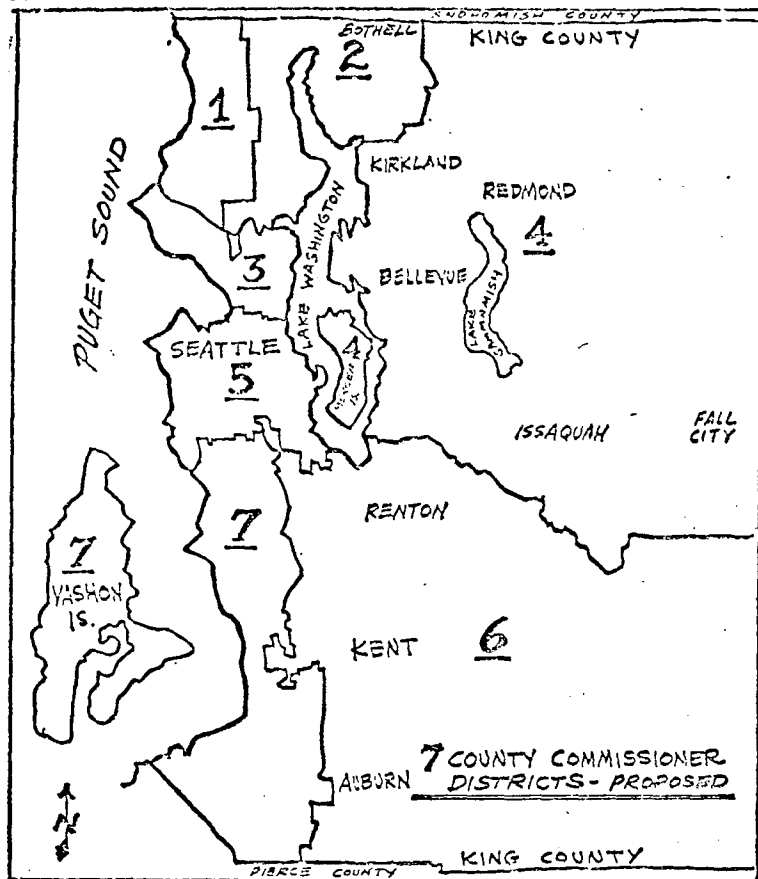 SNOHOMISH COUNTY
KING COUNTY
BOTHELL
2
1
KIRKLAND
PUGET SOUND
LAKE WASHINGTON
REDMOND
4
3
BELLEVUE
LAKE
SAMMAMISH
SEATTLE
5
4
MERCER
IS.
ISSAQUAH
FALL
CITY
RENTON
7
7
VASHON
IS.
KENT
6
7 COUNTY COMMISSIONER
DISTRICTS - PROPOSED
AUBURN
N
KING COUNTY
PIERCE COUNTY